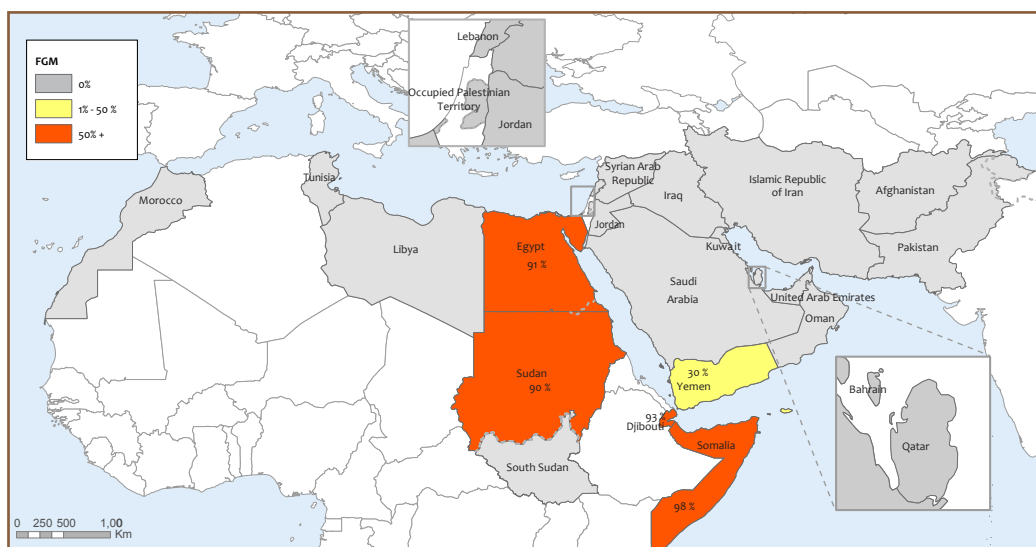 FGM
0%
1% - 50 %
50% +
Lebanon
Occupied Palestinian
Territory
Jordan
Morocco
Tunisia
Libya
Egypt
91 %
Syrian Arab
Republic
Iraq
Jordan
Islamic Republic
of Iran
Afghanistan
Pakistan
Kuwait
Saudi
Arabia
United Arab Emirates
Oman
30 %
Yemen
Sudan
90 %
93 %
Djibouti
Somalia
98 %
South Sudan
Bahrain
Qatar
0 250 500 1,00
Km